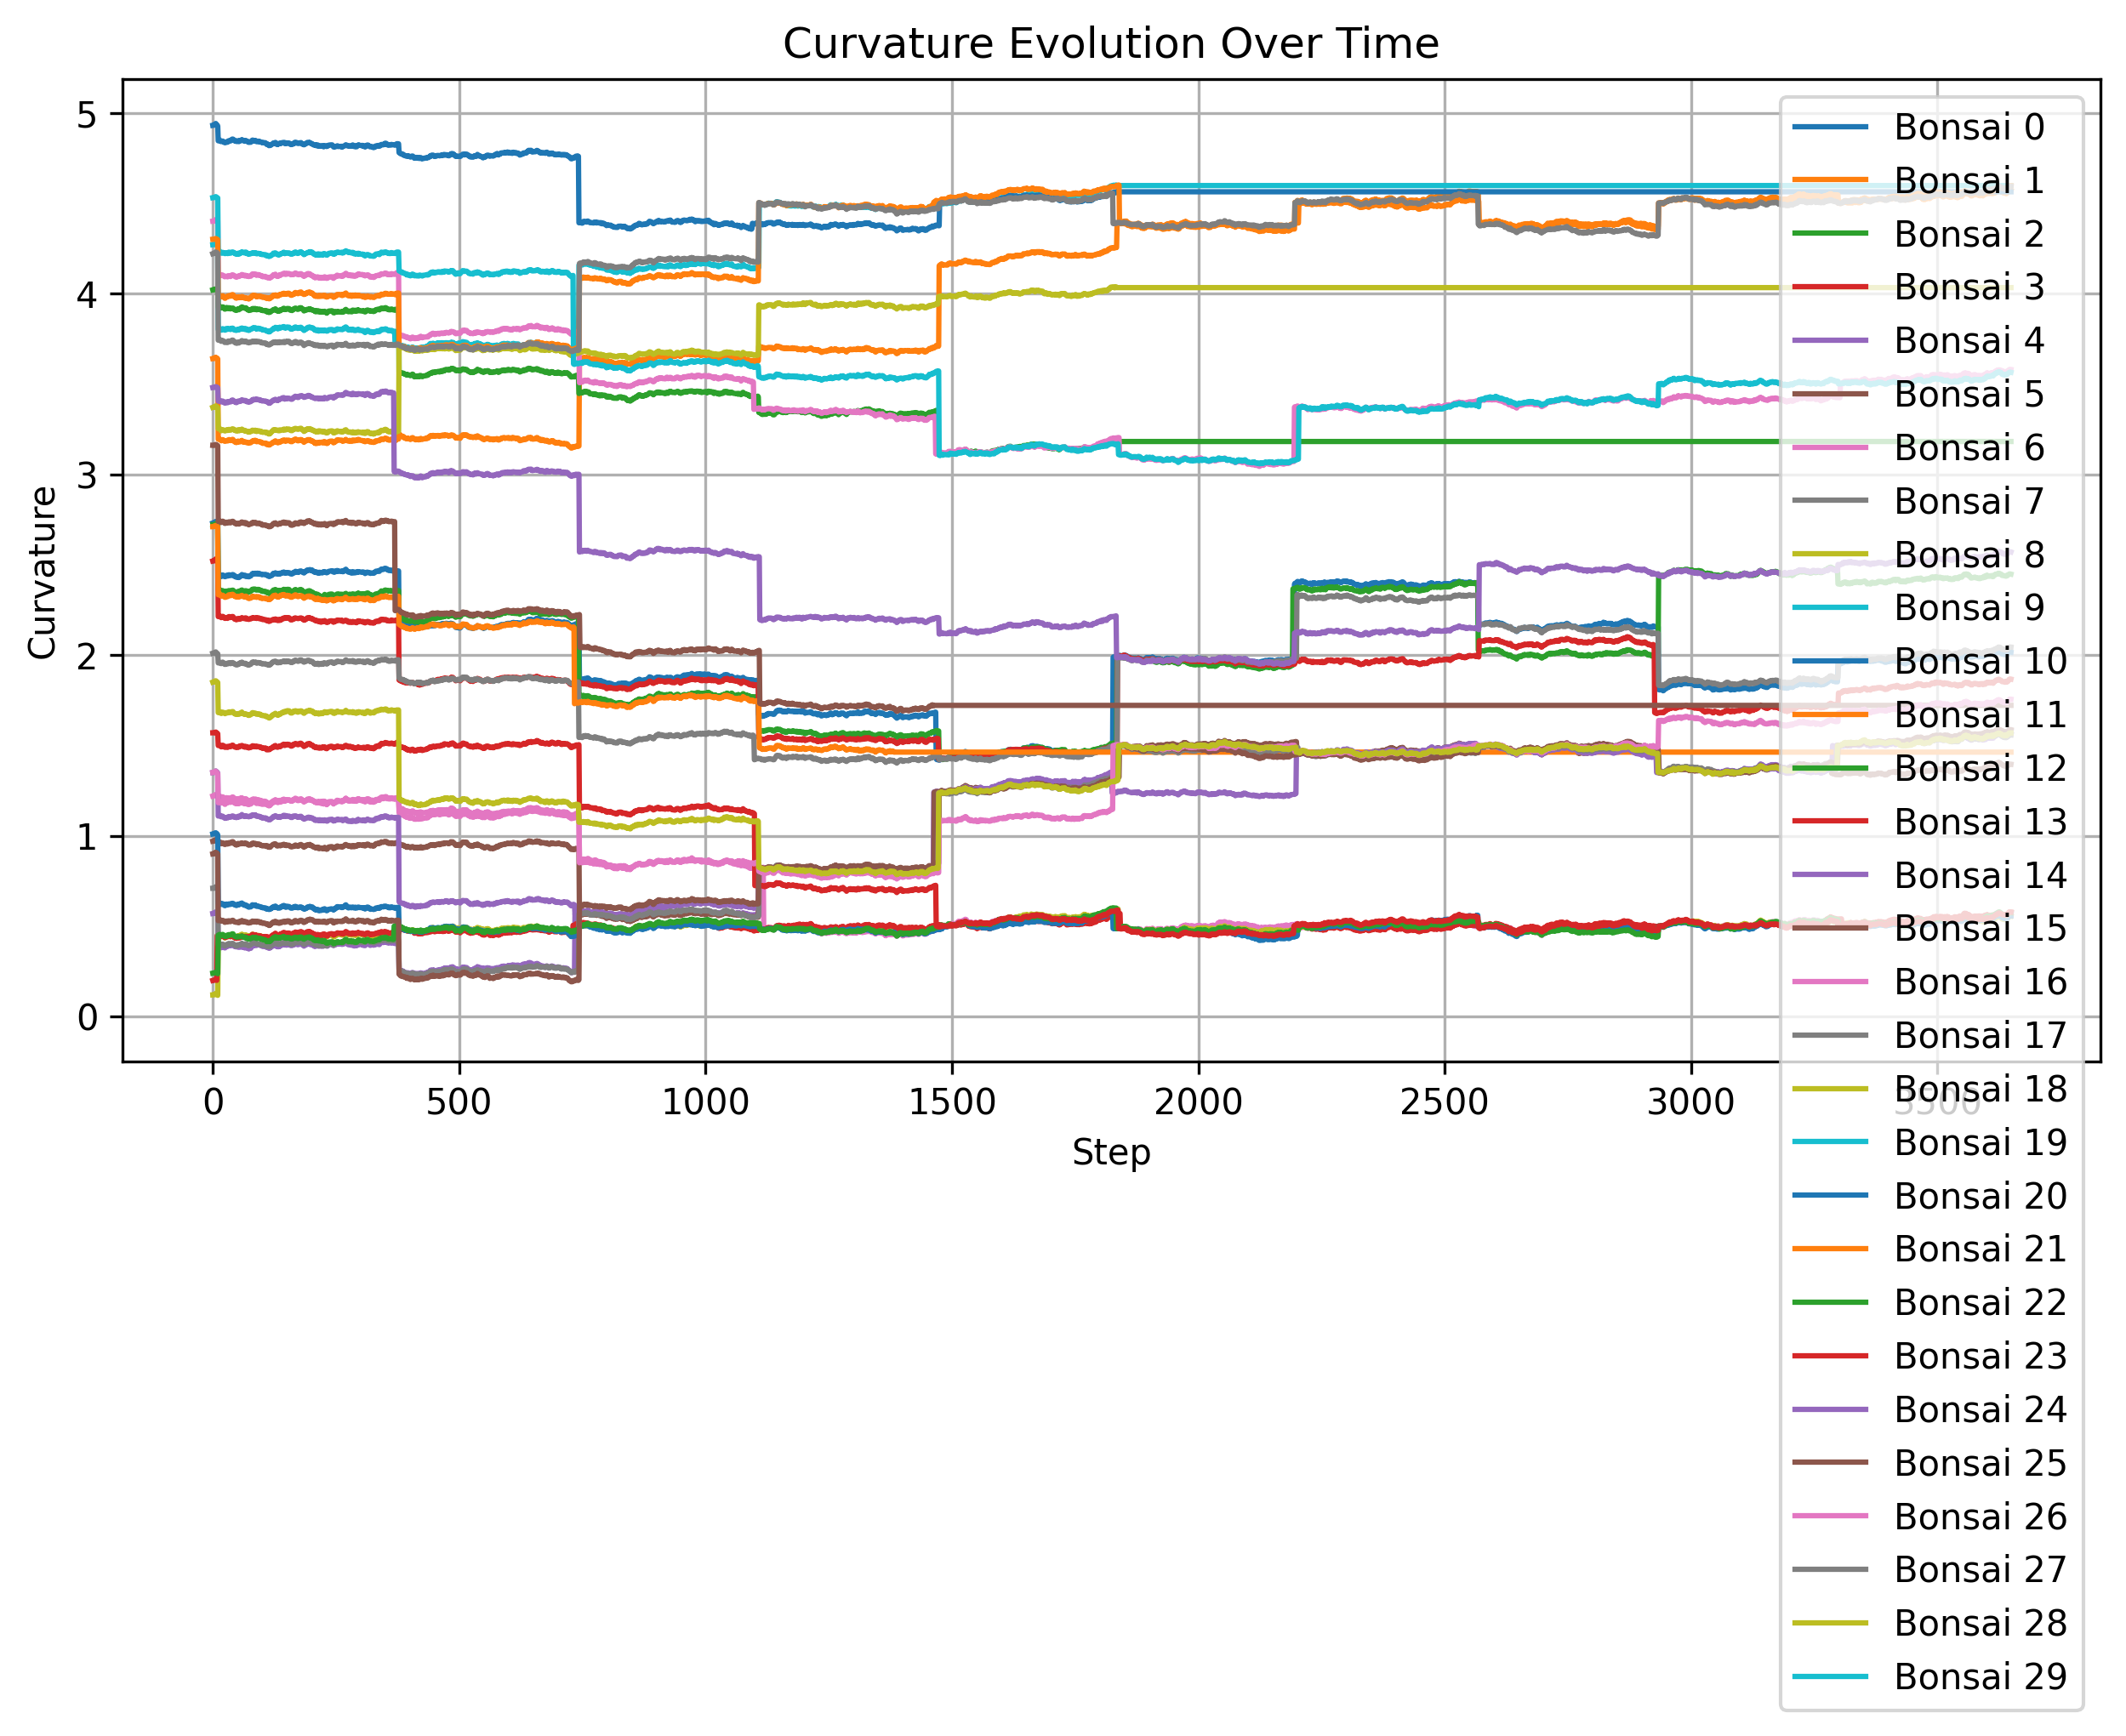 Curvature Evolution Over Time
5
4
3
2
1
0
Curvature
0
500
1000
1500
2000
2500
3000
3500
Step
Bonsai 0
Bonsai 1
Bonsai 2
Bonsai 3
Bonsai 4
Bonsai 5
Bonsai 6
Bonsai 7
Bonsai 8
Bonsai 9
Bonsai 10
Bonsai 11
Bonsai 12
Bonsai 13
Bonsai 14
Bonsai 15
Bonsai 16
Bonsai 17
Bonsai 18
Bonsai 19
Bonsai 20
Bonsai 21
Bonsai 22
Bonsai 23
Bonsai 24
Bonsai 25
Bonsai 26
Bonsai 27
Bonsai 28
Bonsai 29